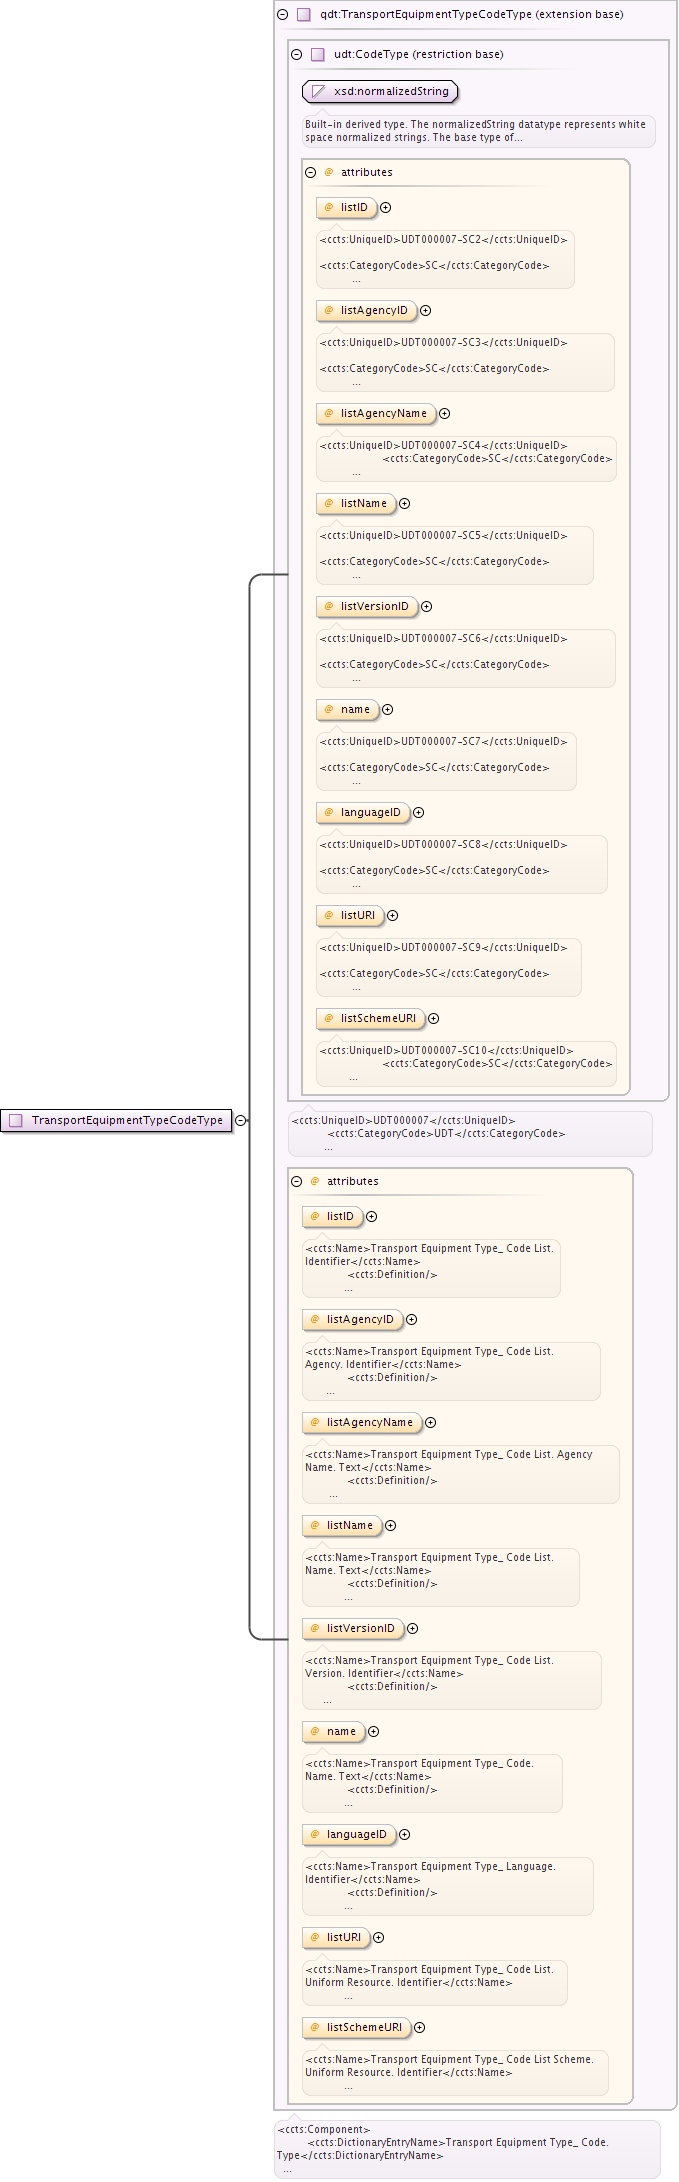 qdt:TransportEquipmentTypeCodeType (extension base)
udt:CodeType (restriction base)
xsd:normalizedString
Built-in derived type. The normalizedString datatype represents white
space normalized strings. The base type of...
@ attributes
@ listID
<ccts:UniqueID>UDT000007-SC2</ccts:UniqueID>
<ccts:CategoryCode>SC</ccts:CategoryCode>
...
@ listAgencyID
<ccts:UniqueID>UDT000007-SC3</ccts:UniqueID>
<ccts:CategoryCode>SC</ccts:CategoryCode>
...
@ listAgencyName
<ccts:UniqueID>UDT000007-SC4</ccts:UniqueID>
<ccts:CategoryCode>SC</ccts:CategoryCode>
...
@ listName
<ccts:UniqueID>UDT000007-SC5</ccts:UniqueID>
<ccts:CategoryCode>SC</ccts:CategoryCode>
...
@ listVersionID
<ccts:UniqueID>UDT000007-SC6</ccts:UniqueID>
<ccts:CategoryCode>SC</ccts:CategoryCode>
...
@ name
<ccts:UniqueID>UDT000007-SC7</ccts:UniqueID>
<ccts:CategoryCode>SC</ccts:CategoryCode>
...
@ languageID
<ccts:UniqueID>UDT000007-SC8</ccts:UniqueID>
<ccts:CategoryCode>SC</ccts:CategoryCode>
...
@ listURI
<ccts:UniqueID>UDT000007-SC9</ccts:UniqueID>
<ccts:CategoryCode>SC</ccts:CategoryCode>
...
@ listSchemeURI
<ccts:UniqueID>UDT000007-SC10</ccts:UniqueID>
<ccts:CategoryCode>SC</ccts:CategoryCode>
...
TransportEquipmentTypeCodeType
<ccts:UniqueID>UDT000007</ccts:UniqueID>
<ccts:CategoryCode>UDT</ccts:CategoryCode>
...
@ attributes
@ listID
<ccts:Name>Transport Equipment Type_ Code List.
Identifier</ccts:Name>
<ccts:Definition/>
...
@ listAgencyID
<ccts:Name>Transport Equipment Type_ Code List.
Agency. Identifier</ccts:Name>
<ccts:Definition/>
...
@ listAgencyName
<ccts:Name>Transport Equipment Type_ Code List. Agency
Name. Text</ccts:Name>
<ccts:Definition/>
...
@ listName
<ccts:Name>Transport Equipment Type_ Code List.
Name. Text</ccts:Name>
<ccts:Definition/>
...
@ listVersionID
<ccts:Name>Transport Equipment Type_ Code List.
Version. Identifier</ccts:Name>
<ccts:Definition/>
...
@ name
<ccts:Name>Transport Equipment Type_ Code.
Name. Text</ccts:Name>
<ccts:Definition/>
...
@ languageID
<ccts:Name>Transport Equipment Type_ Language.
Identifier</ccts:Name>
<ccts:Definition/>
...
@ listURI
<ccts:Name>Transport Equipment Type_ Code List.
Uniform Resource. Identifier</ccts:Name>
...
@ listSchemeURI
<ccts:Name>Transport Equipment Type_ Code List Scheme.
Uniform Resource. Identifier</ccts:Name>
...
<ccts:Component>
<ccts:DictionaryEntryName>Transport Equipment Type_ Code.
Type</ccts:DictionaryEntryName>
...